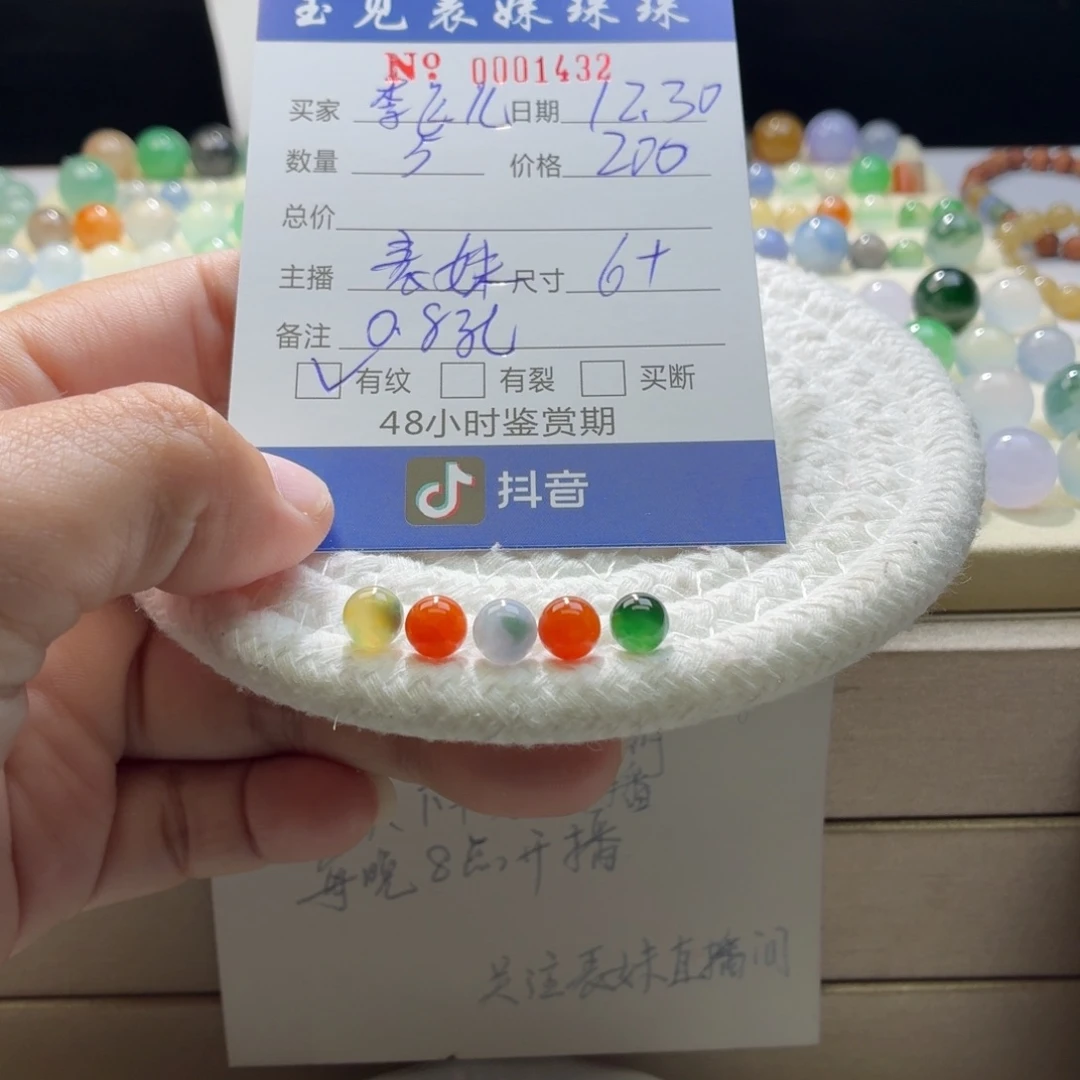 玉见表妹珠珠
No 0001432
买家 李 日期 12.30
数量 5 价格 200
总价
主播 表妹 尺寸 6+
备注 0.8孔
✓有纹 有裂 买断
48小时鉴赏期
抖音
播
每晚8点开播
关注表妹直播间